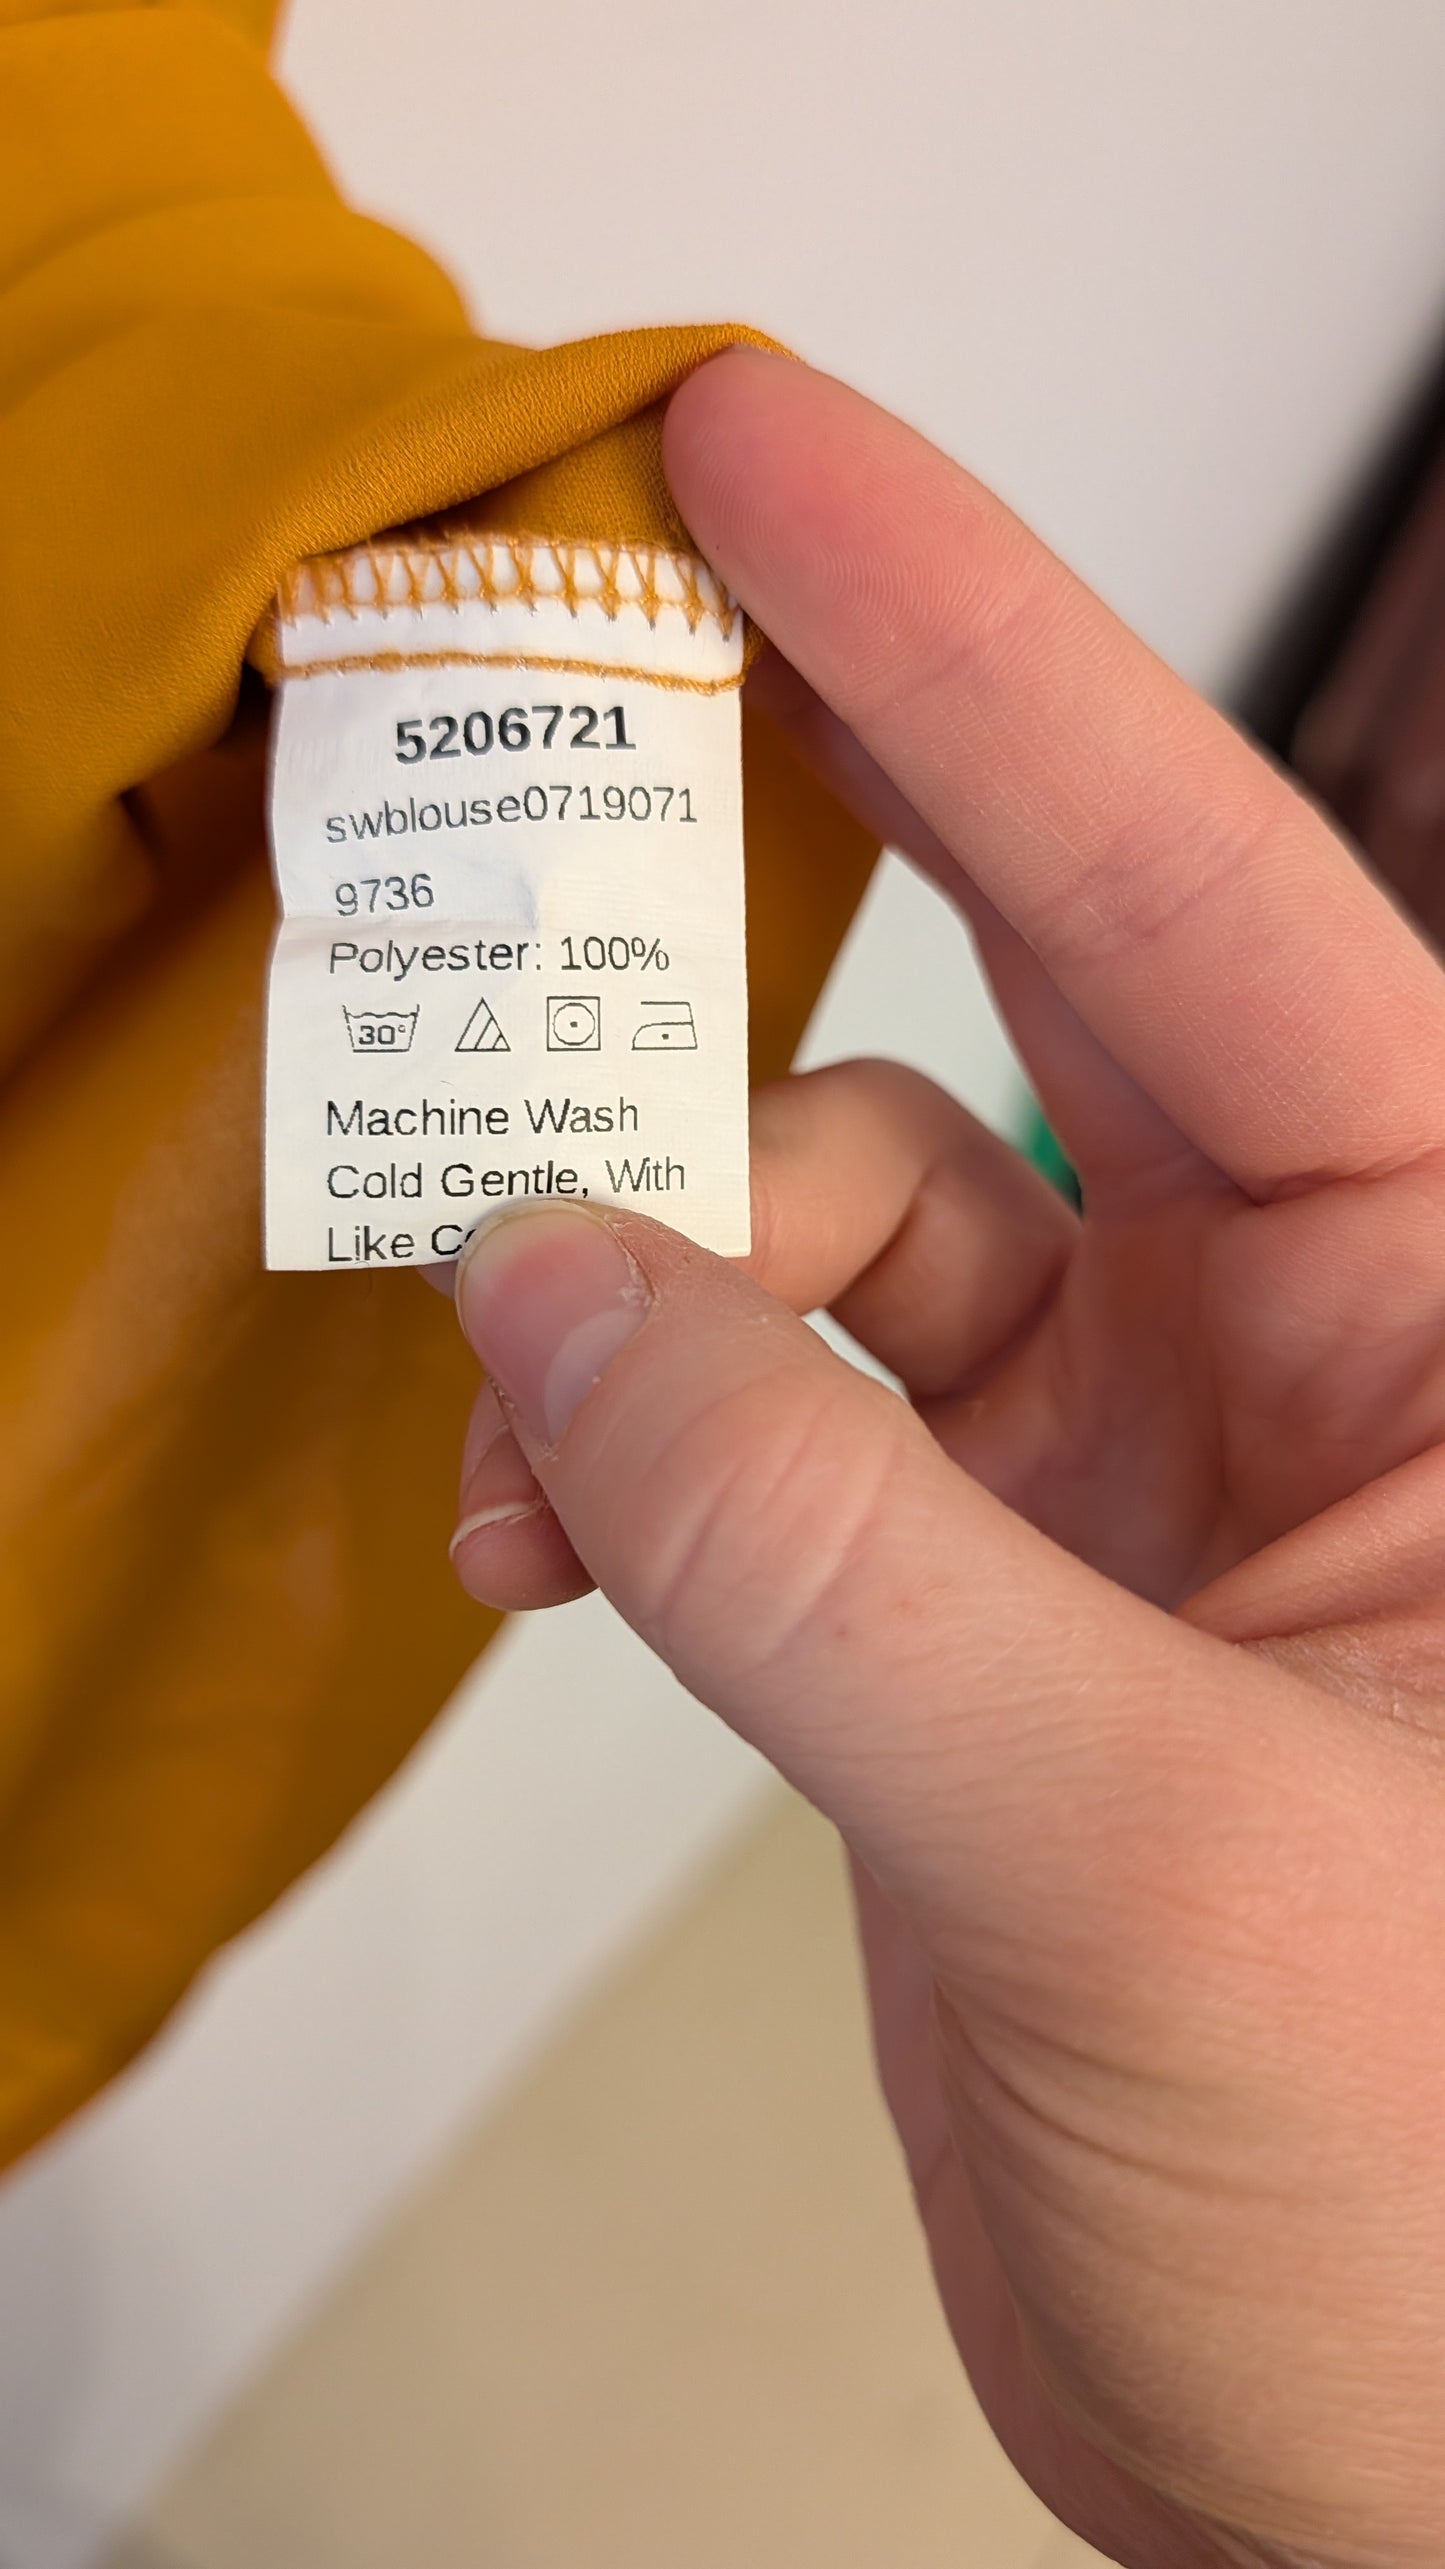 5206721
swblouse0719071
9736
Polyester: 100%
30°
Machine Wash
Cold Gentle, With
Like